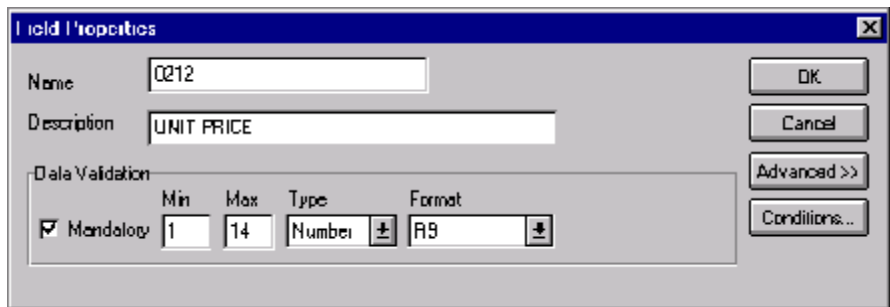 Field Properties
Name 0212 OK
Description UNIT PRICE Cancel
Data Validation Advanced >>
Min Max Type Format
Mandatory 1 14 Number R9 Conditions...